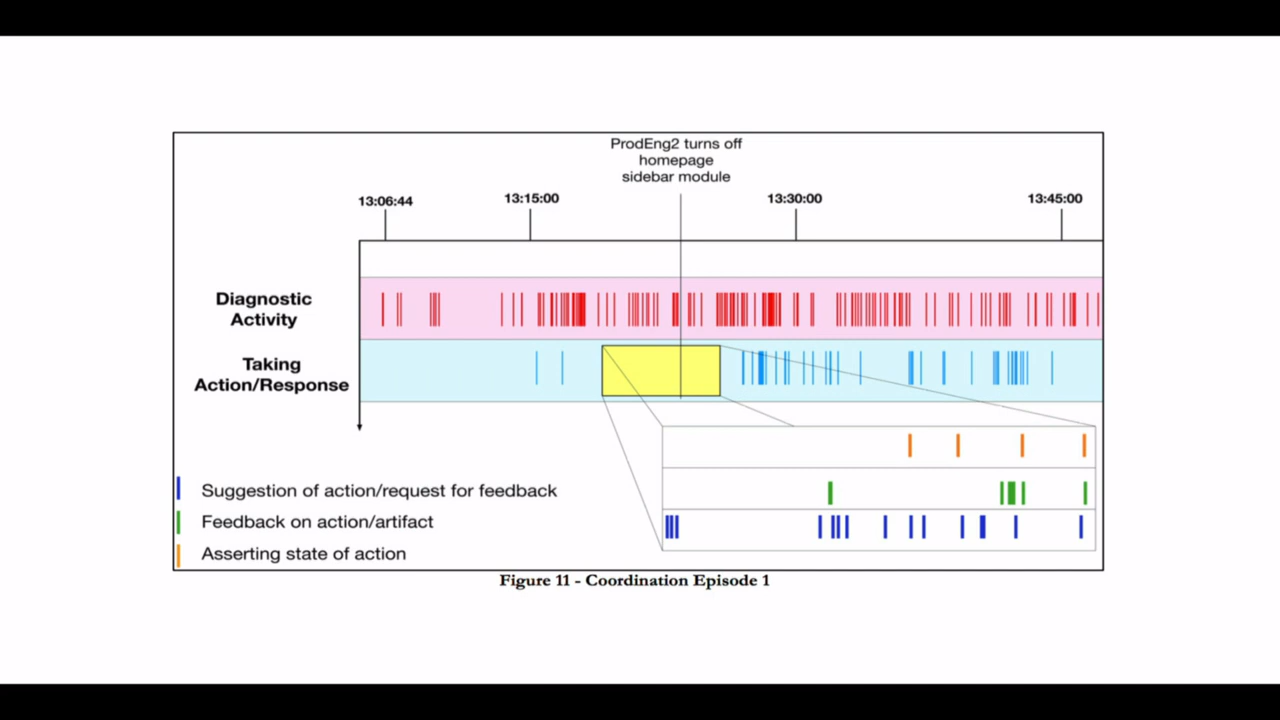 ProdEng2 turns off
homepage
sidebar module
13:06:44
13:15:00
13:30:00
13:45:00
Diagnostic
Activity
Taking
Action/Response
Suggestion of action/request for feedback
Feedback on action/artifact
Asserting state of action
Figure 11 - Coordination Episode 1